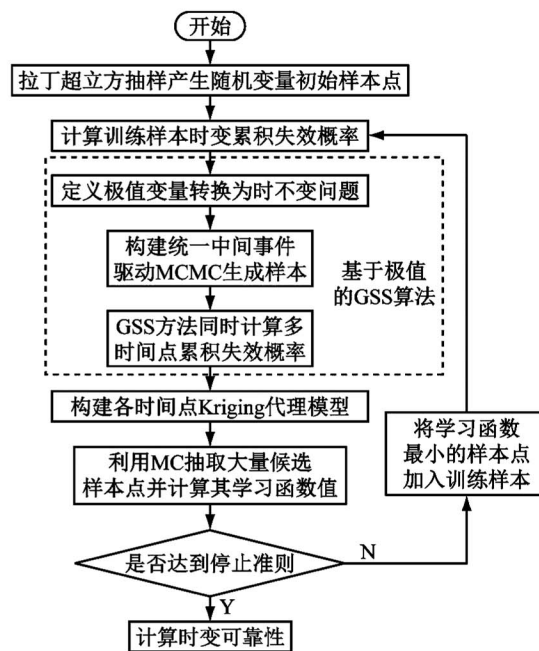 开始
拉丁超立方抽样产生随机变量初始样本点
计算训练样本时变累积失效概率
定义极值变量转换为时不变问题
构建统一中间事件
驱动MCMC生成样本
基于极值
的GSS算法
GSS方法同时计算多
时间点累积失效概率
构建各时间点Kriging代理模型
利用MC抽取大量候选
样本点并计算其学习函数值
将学习函数
最小的样本点
加入训练样本
是否达到停止准则
N
Y
计算时变可靠性